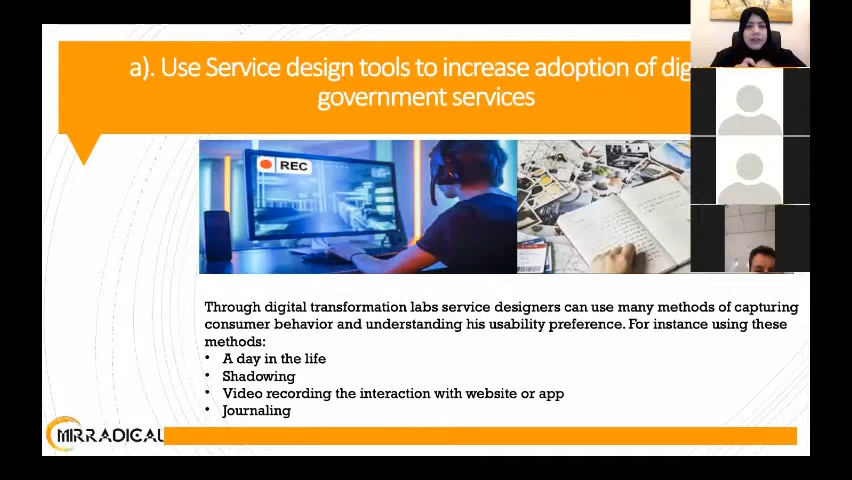 a). Use Service design tools to increase adoption of
government services
REC
Through digital transformation labs service designers can use many methods of capturing
consumer behavior and understanding his usability preference. For instance using these
methods:
• A day in the life
• Shadowing
• Video recording the interaction with website or app
• Journaling
MIRRADICAL